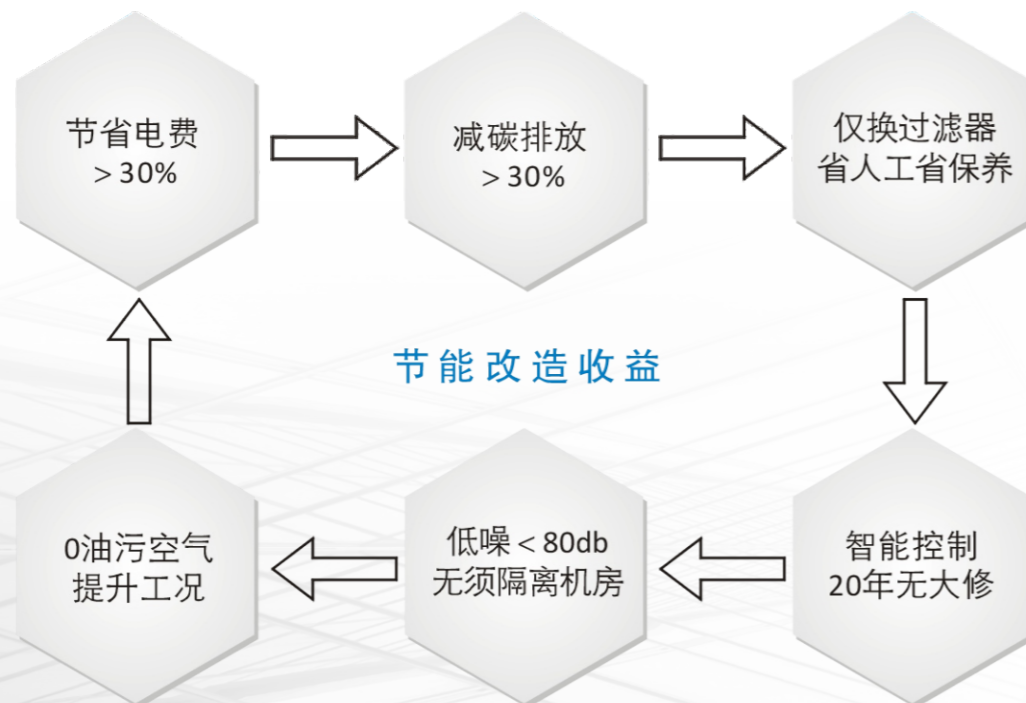 节省电费
>30%
减碳排放
>30%
仅换过滤器
省人工省保养
节能改造收益
0油污空气
提升工况
低噪<80db
无须隔离机房
智能控制
20年无大修